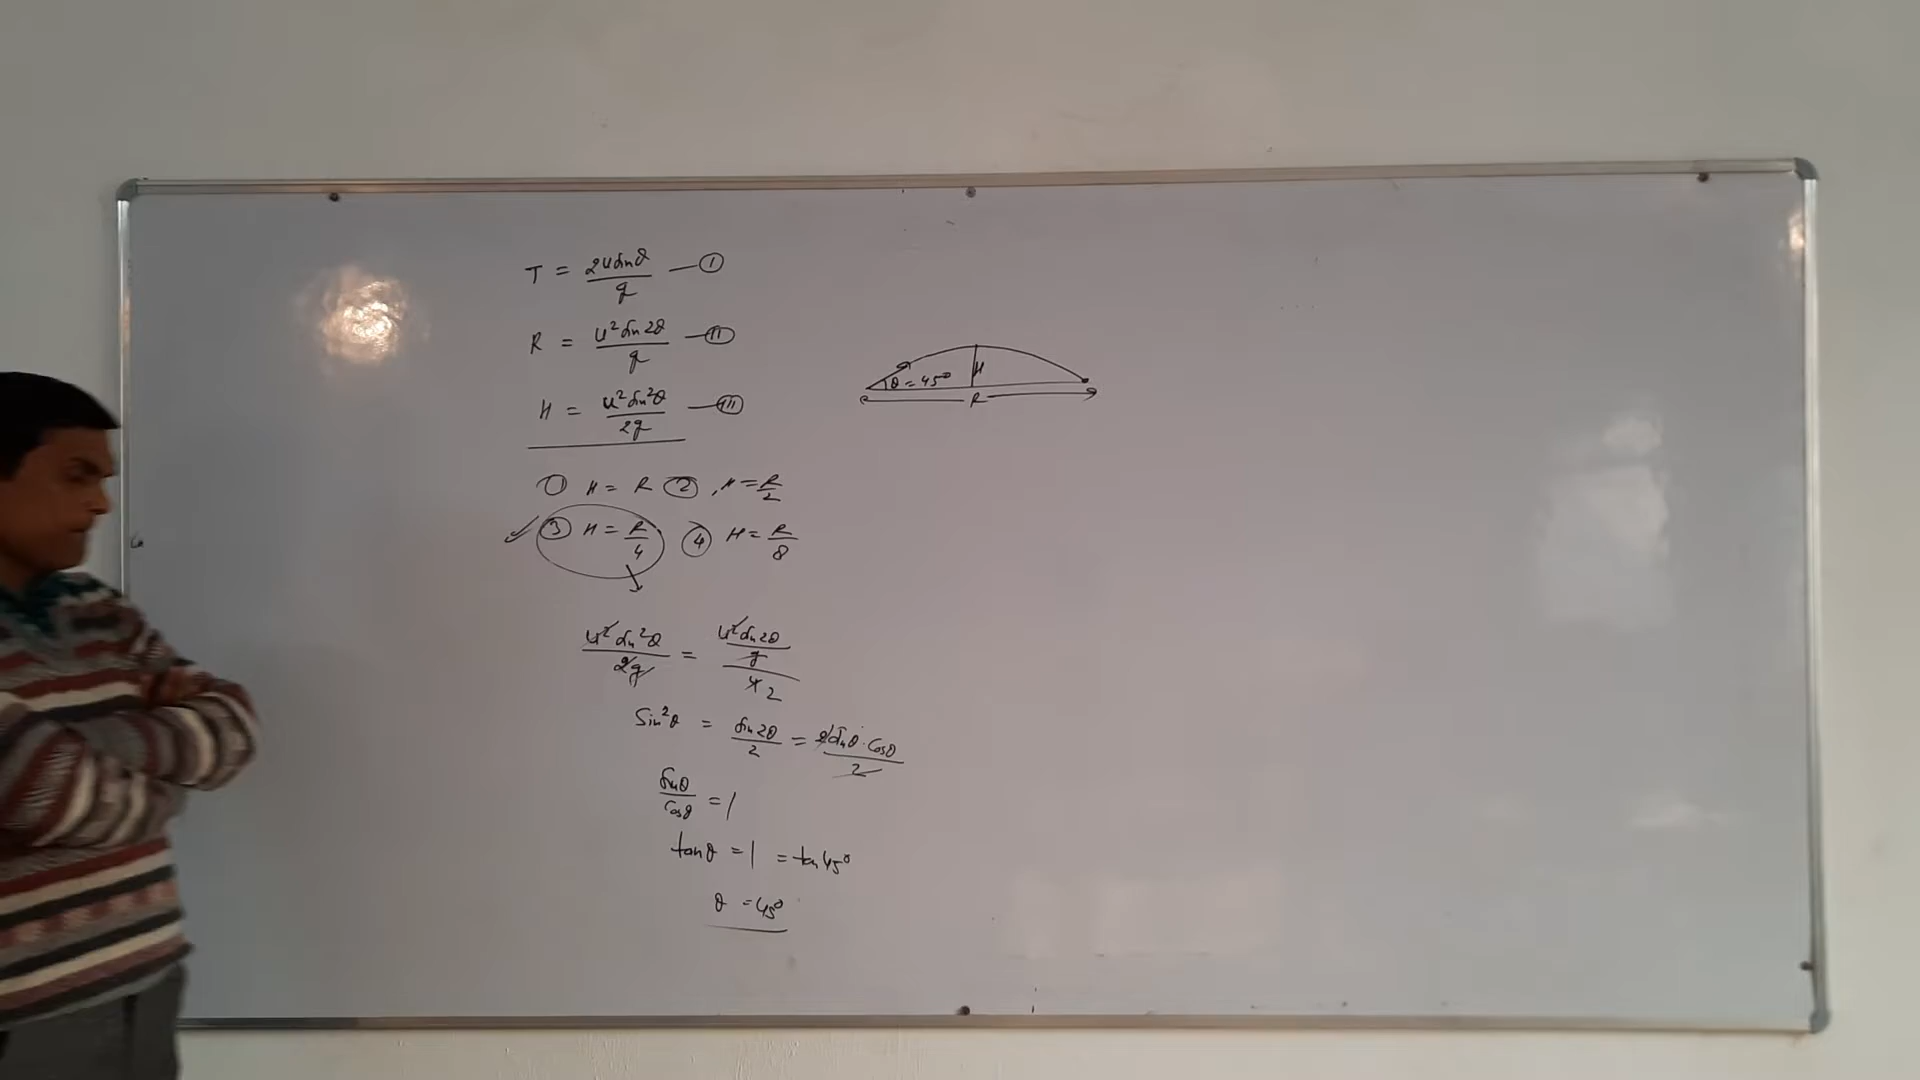 T = 2u sinθ / g — I
R = u² sin2θ / g — II
H = u² sin²θ / 2g — III
θ = 45° H
R
① H = R ② H = R/2
✓ ③ H = R/4 ④ H = R/8
u² sin²θ / 2g = u² sin2θ / g / 4 2
Sin²θ = sin2θ / 2 = 2 sinθ · cosθ / 2
sinθ / cosθ = 1
tanθ = 1 = tan 45°
θ = 45°